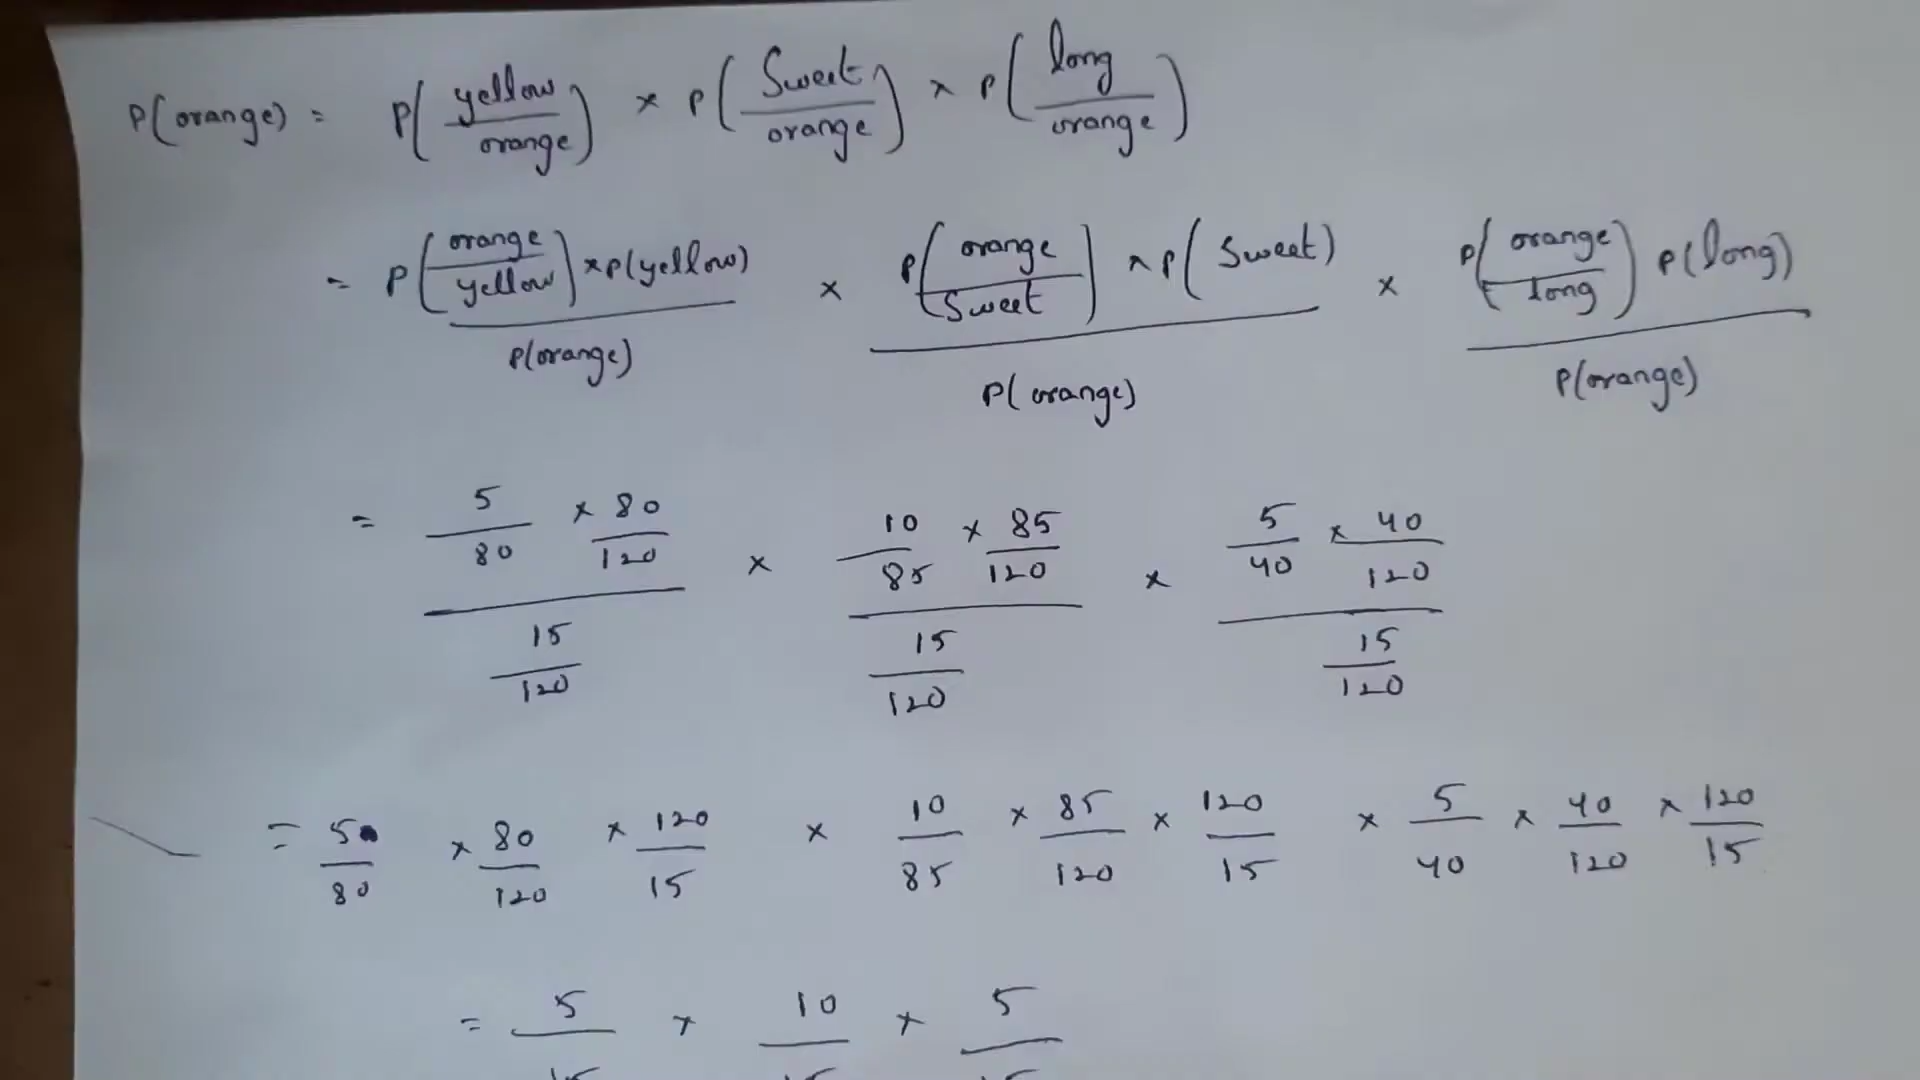 P(orange) = P(yellow/orange) × P(Sweet/orange) × P(long/orange)
= P(orange/yellow) × P(yellow) / P(orange) × P(orange/Sweet) × P(Sweet) / P(orange) × P(orange/long) P(long) / P(orange)
= 5/80 × 80/120 / 15/120 × 10/85 × 85/120 / 15/120 × 5/40 × 40/120 / 15/120
= 5/80 × 80/120 × 120/15 × 10/85 × 85/120 × 120/15 × 5/40 × 40/120 × 120/15
= 5/15 × 10/15 × 5/15